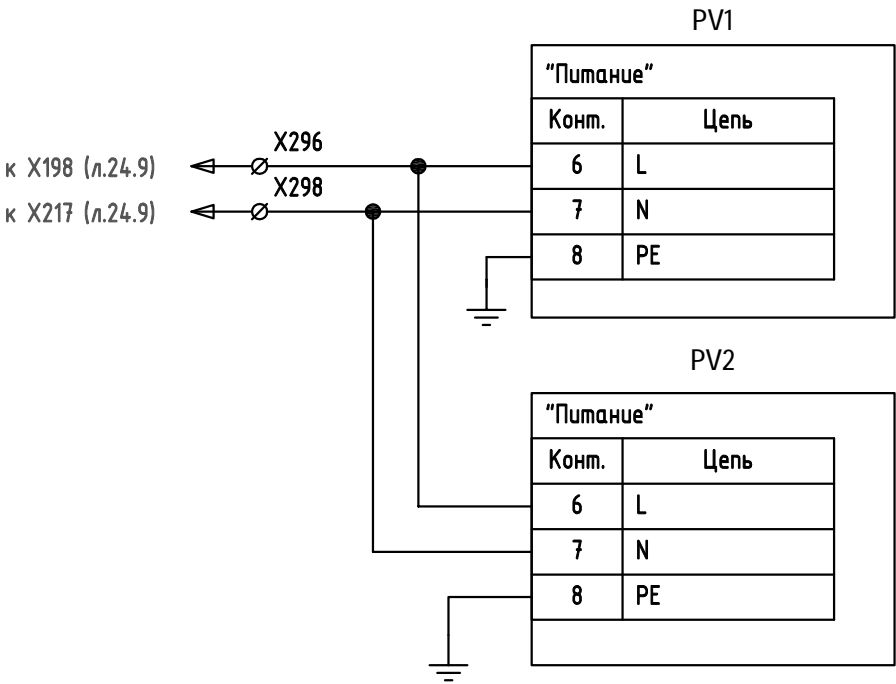 PV1
"Питание"
Конт. Цепь
X296
к X198 (л.24.9)
6 L
X298
к X217 (л.24.9)
7 N
8 PE
PV2
"Питание"
Конт. Цепь
6 L
7 N
8 PE